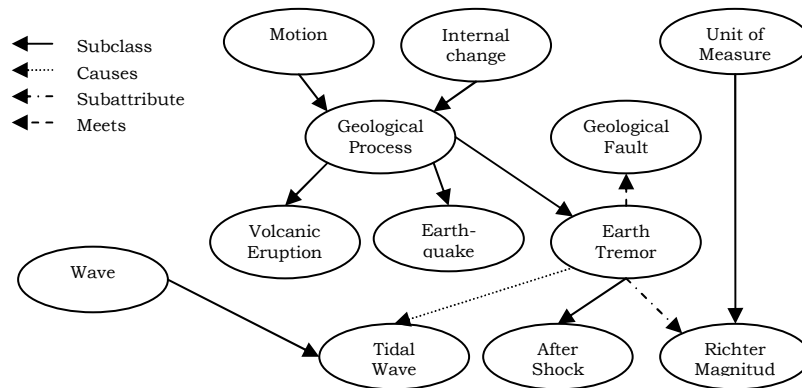 Subclass
Causes
Subattribute
Meets
Motion
Internal
change
Unit of
Measure
Geological
Process
Geological
Fault
Volcanic
Eruption
Earth-
quake
Earth
Tremor
Wave
Tidal
Wave
After
Shock
Richter
Magnitud